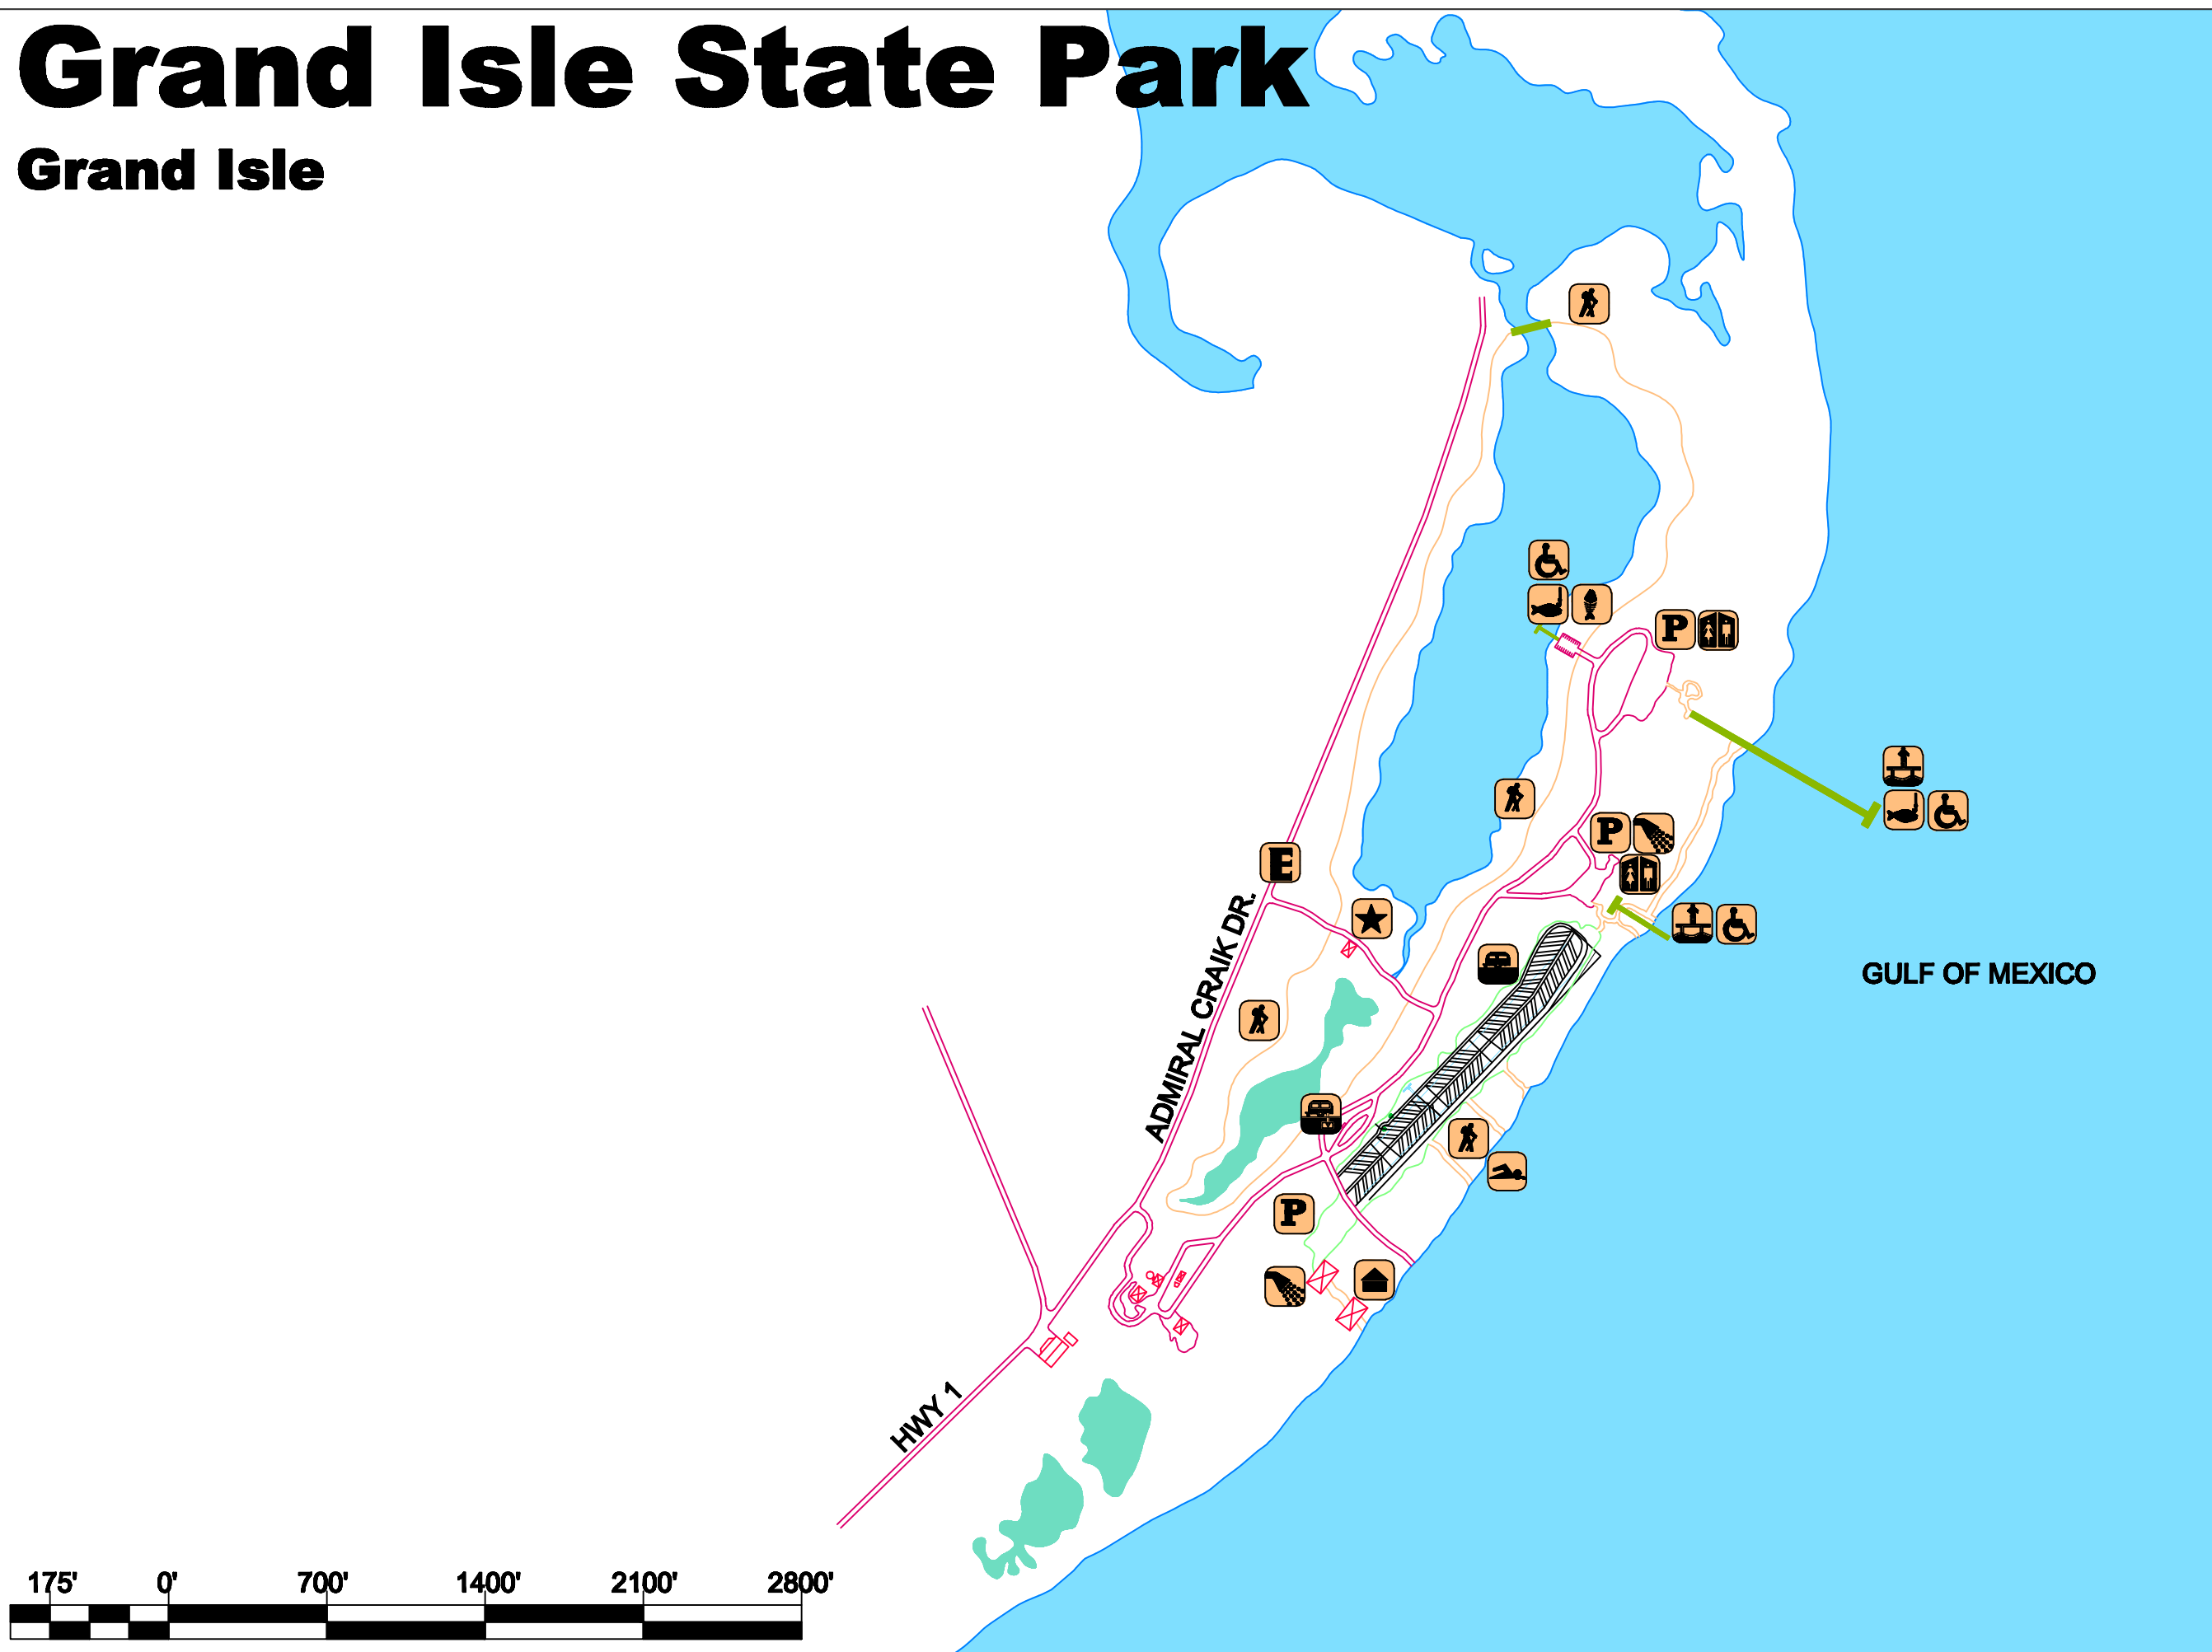 Grand Isle State Park
Grand Isle
P
P
E
ADMIRAL CRAIK DR.
GULF OF MEXICO
P
HWY 1
175' 0' 700' 1400' 2100' 2800'